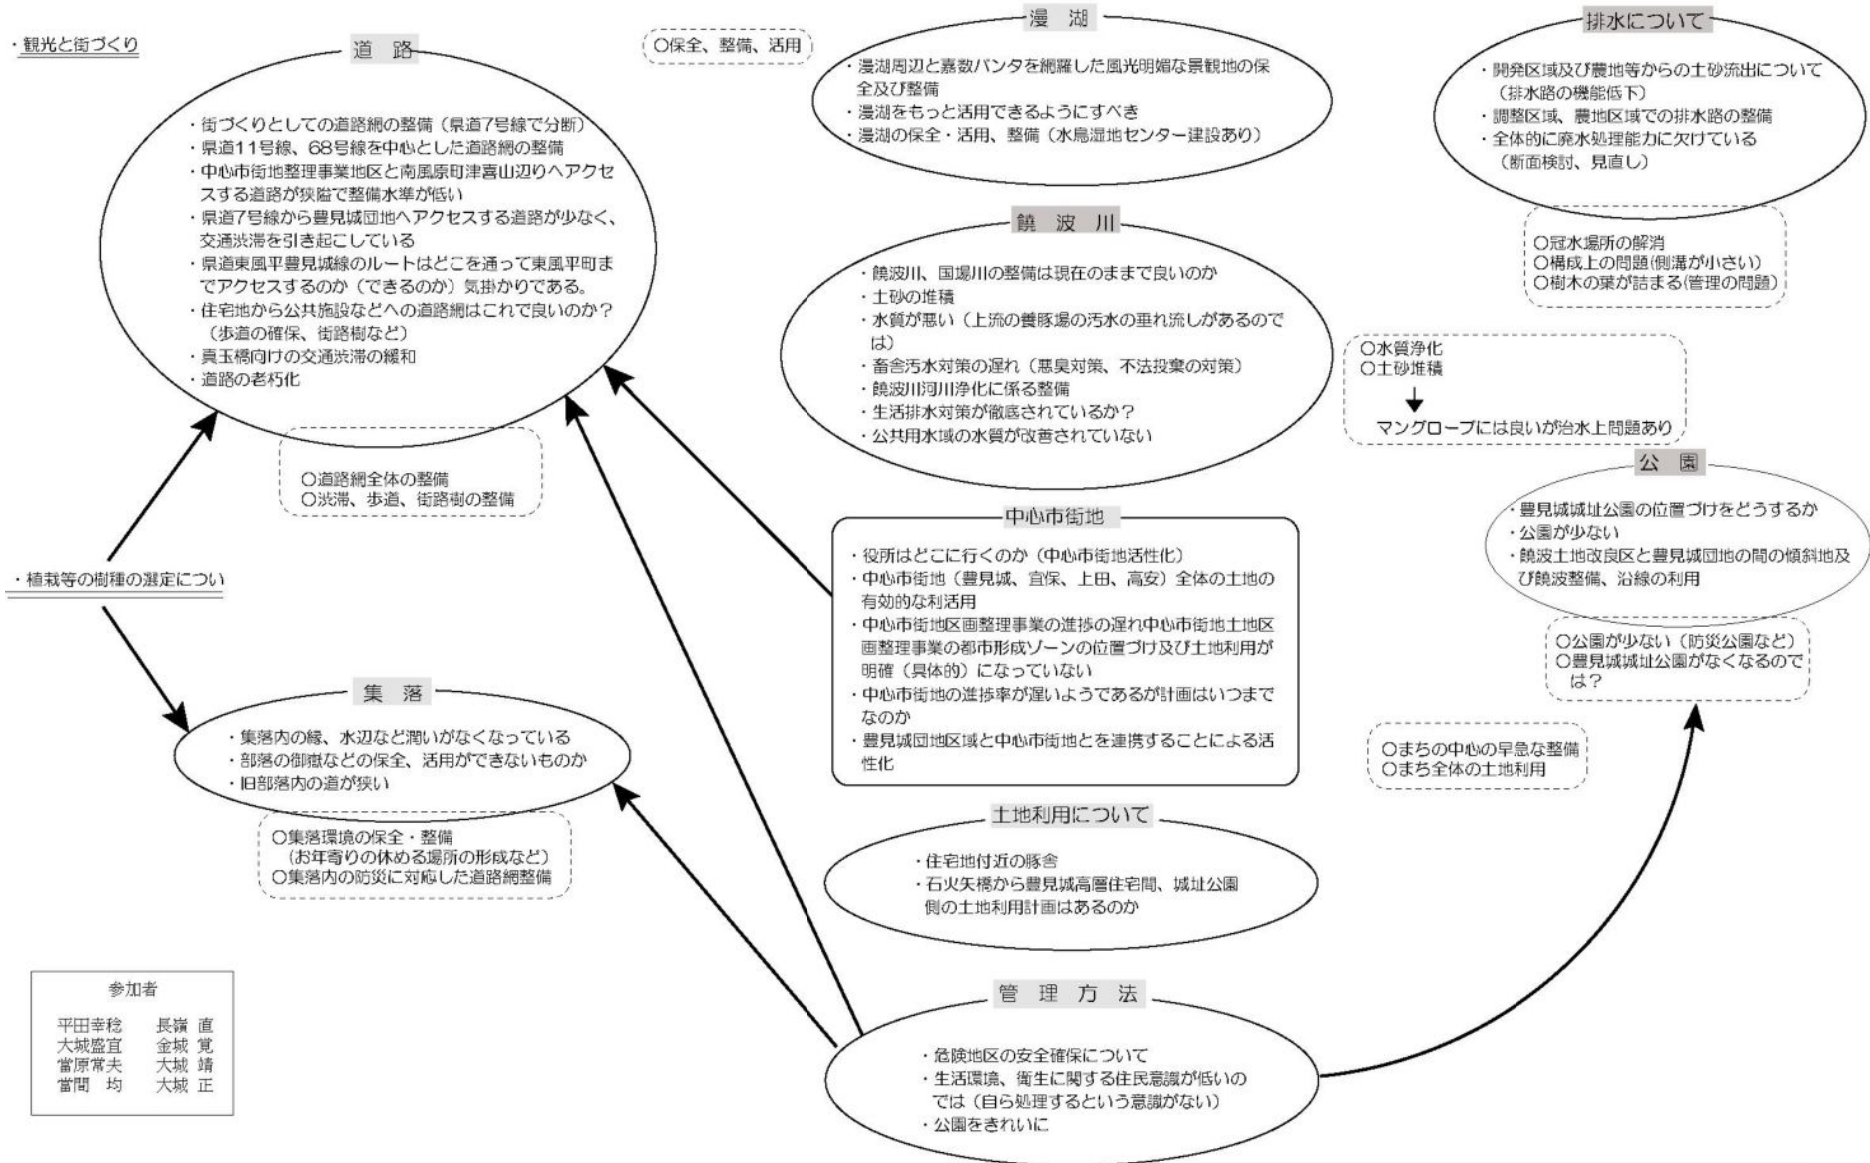 ・観光と街づくり
道 路
・街づくりとしての道路網の整備（県道7号線で分断）
・県道11号線、68号線を中心とした道路網の整備
・中心市街地整理事業地区と南風原町津喜山辺りへアクセ
スする道路が狭隘で整備水準が低い
・県道7号線から豊見城団地へアクセスする道路が少なく、
交通渋滞を引き起こしている
・県道東風平豊見城線のルートはどこを通って東風平町ま
でアクセスするのか（できるのか）気掛かりである。
・住宅地から公共施設などへの道路網はこれで良いのか？
（歩道の確保、街路樹など）
・真玉橋向けの交通渋滞の緩和
・道路の老朽化
○道路網全体の整備
○渋滞、歩道、街路樹の整備
・植栽等の樹種の選定につい
集 落
・集落内の縁、水辺など潤いがなくなっている
・部落の御嶽などの保全、活用ができないものか
・旧部落内の道が狭い
○集落環境の保全・整備
（お年寄りの休める場所の形成など）
○集落内の防災に対応した道路網整備
参加者
平田幸稔 長嶺 直
大城盛宜 金城 覚
當原常夫 大城 靖
當間 均 大城 正
○保全、整備、活用
漫 湖
・漫湖周辺と嘉数バンタを網羅した風光明媚な景観地の保
全及び整備
・漫湖をもっと活用できるようにすべき
・漫湖の保全・活用、整備（水鳥湿地センター建設あり）
饒 波 川
・饒波川、国場川の整備は現在のままで良いのか
・土砂の堆積
・水質が悪い（上流の養豚場の汚水の垂れ流しがあるので
は）
・畜舎汚水対策の遅れ（悪臭対策、不法投棄の対策）
・饒波川河川浄化に係る整備
・生活排水対策が徹底されているか？
・公共用水域の水質が改善されていない
中心市街地
・役所はどこに行くのか（中心市街地活性化）
・中心市街地（豊見城、宜保、上田、高安）全体の土地の
有効的な利活用
・中心市街地区画整理事業の進捗の遅れ中心市街地土地区
画整理事業の都市形成ゾーンの位置づけ及び土地利用が
明確（具体的）になっていない
・中心市街地の進捗率が遅いようであるが計画はいつまで
なのか
・豊見城団地区域と中心市街地とを連携することによる活
性化
土地利用について
・住宅地付近の豚舎
・石火矢橋から豊見城高層住宅間、城址公園
側の土地利用計画はあるのか
管 理 方 法
・危険地区の安全確保について
・生活環境、衛生に関する住民意識が低いの
では（自ら処理するという意識がない）
・公園をきれいに
排水について
・開発区域及び農地等からの土砂流出について
（排水路の機能低下）
・調整区域、農地区域での排水路の整備
・全体的に廃水処理能力に欠けている
（断面検討、見直し）
○冠水場所の解消
○構成上の問題(側溝が小さい）
○樹木の葉が詰まる(管理の問題)
○水質浄化
○土砂堆積
マングローブには良いが治水上問題あり
公 園
・豊見城城址公園の位置づけをどうするか
・公園が少ない
・饒波土地改良区と豊見城団地の間の傾斜地及
び饒波整備、沿線の利用
○公園が少ない（防災公園など）
○豊見城城址公園がなくなるので
は？
○まちの中心の早急な整備
○まち全体の土地利用